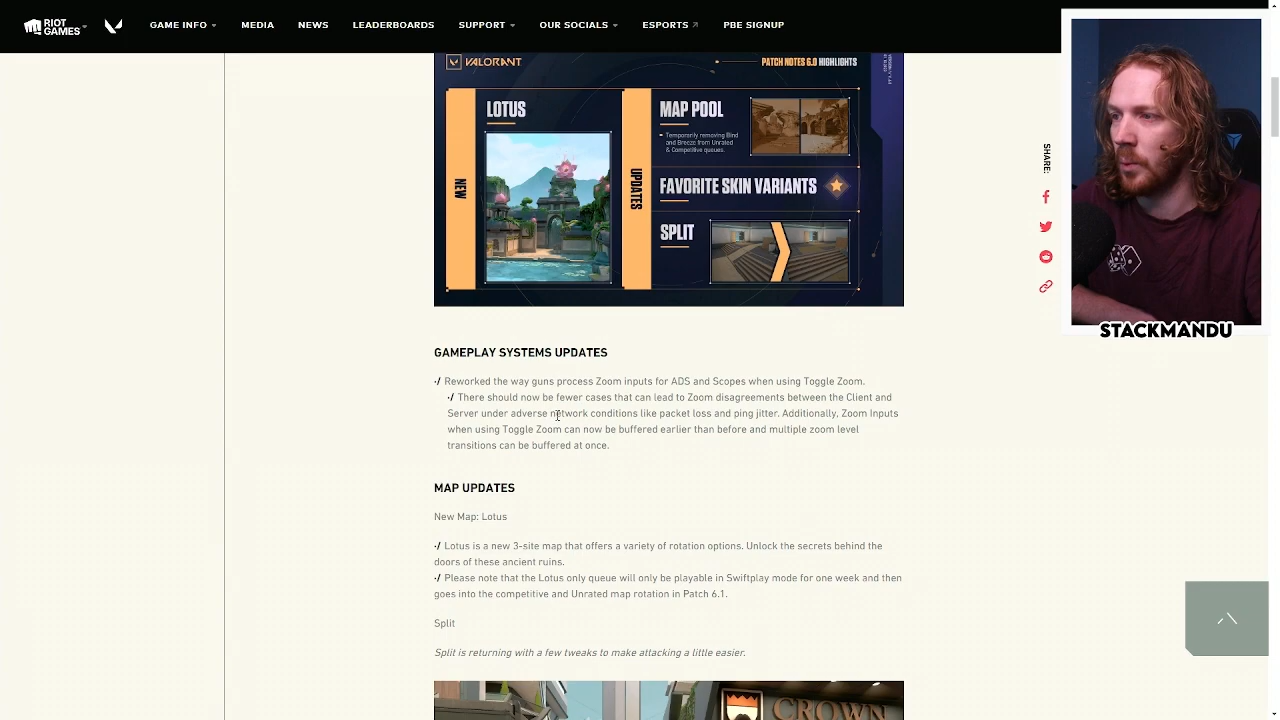 RIOT GAMES
GAME INFO
MEDIA
NEWS
LEADERBOARDS
SUPPORT
OUR SOCIALS
ESPORTS
PBE SIGNUP
VALORANT
PATCH NOTES 6.0 HIGHLIGHTS
NEW
LOTUS
UPDATES
MAP POOL
Temporarily removing Bind
and Breeze from Unrated
& Competitive queues.
FAVORITE SKIN VARIANTS
SPLIT
SHARE:
STACKMANDU
GAMEPLAY SYSTEMS UPDATES
Reworked the way guns process Zoom inputs for ADS and Scopes when using Toggle Zoom.
There should now be fewer cases that can lead to Zoom disagreements between the Client and
Server under adverse network conditions like packet loss and ping jitter. Additionally, Zoom Inputs
when using Toggle Zoom can now be buffered earlier than before and multiple zoom level
transitions can be buffered at once.
MAP UPDATES
New Map: Lotus
Lotus is a new 3-site map that offers a variety of rotation options. Unlock the secrets behind the
doors of these ancient ruins.
Please note that the Lotus only queue will only be playable in Swiftplay mode for one week and then
goes into the competitive and Unrated map rotation in Patch 6.1.
Split
Split is returning with a few tweaks to make attacking a little easier.
CROWN